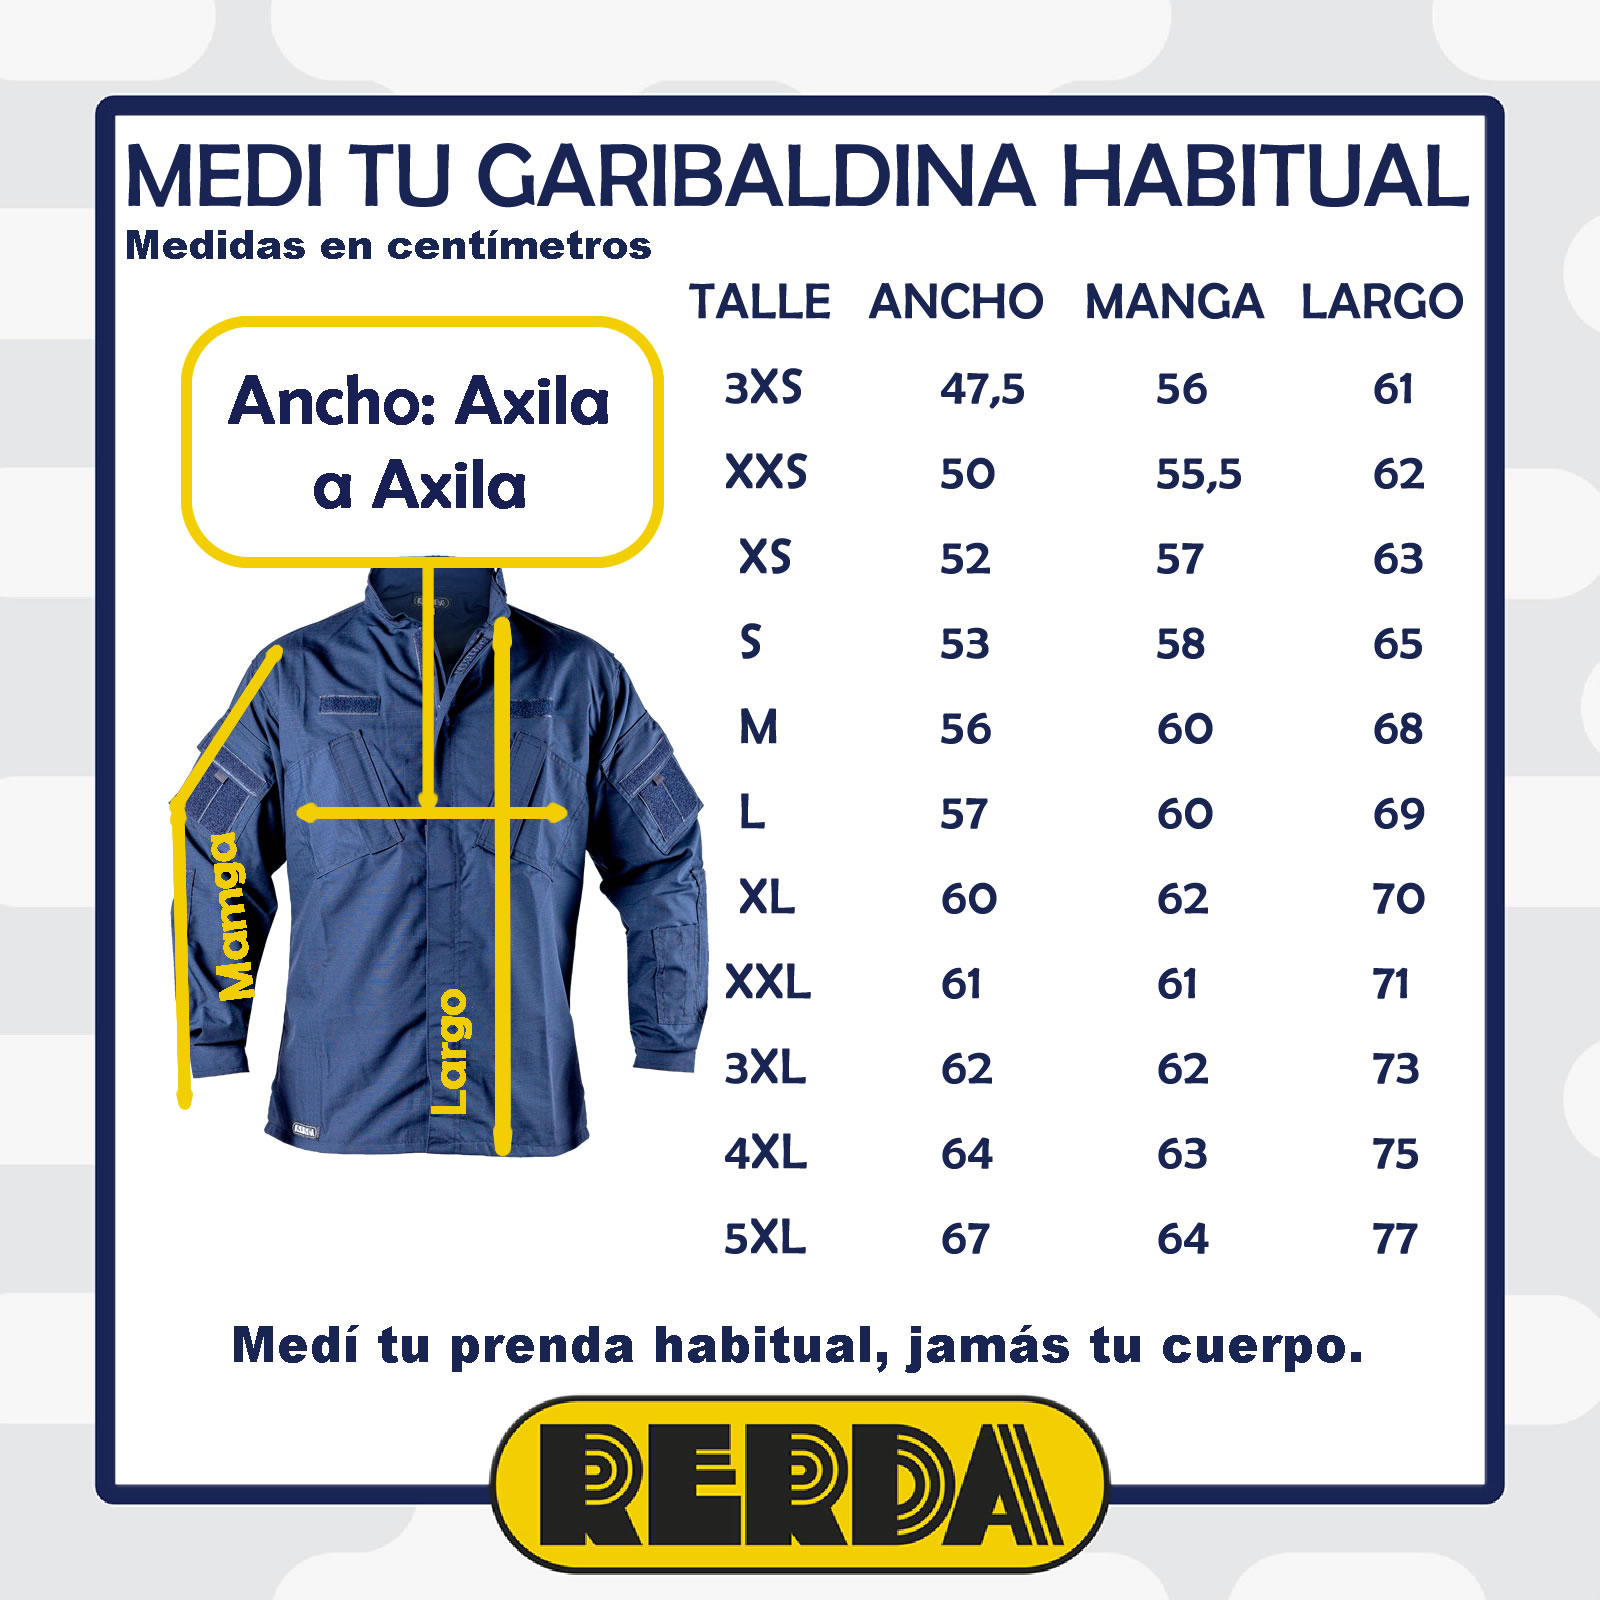 MEDI TU GARIBALDINA HABITUAL
Medidas en centímetros
TALLE ANCHO MANGA LARGO
Ancho: Axila
a Axila
3XS 47,5 56 61
XXS 50 55,5 62
XS 52 57 63
S 53 58 65
M 56 60 68
L 57 60 69
XL 60 62 70
XXL 61 61 71
3XL 62 62 73
4XL 64 63 75
5XL 67 64 77
Mamga
Largo
Medí tu prenda habitual, jamás tu cuerpo.
RERDA